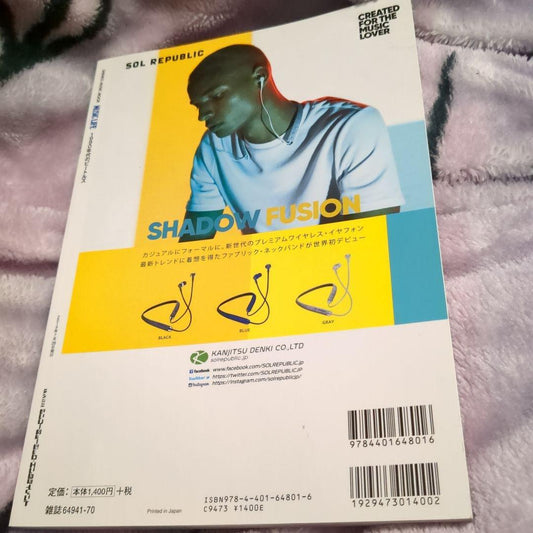 SOL REPUBLIC
CREATED
FOR THE
MUSIC
LOVER
SHADOW FUSION
カジュアルにフォーマルに、新世代のプレミアムワイヤレス・イヤフォン
最新トレンドに着想を得たファブリック・ネックバンドが世界初デビュー
BLACK
BLUE
GRAY
KANJITSU DENKI CO.,LTD
solrepublic.jp
facebook www.facebook.com/SOLREPUBLIC.JP
https://twitter.com/SOLREPUBLICJP
Instagram https://instagram.com/solrepublicjp/
9784401648016
定価：本体1,400円 +税
雑誌 64941-70
Printed in Japan
ISBN978-4-401-64801-6
C9473 ¥1400E
1929473014002